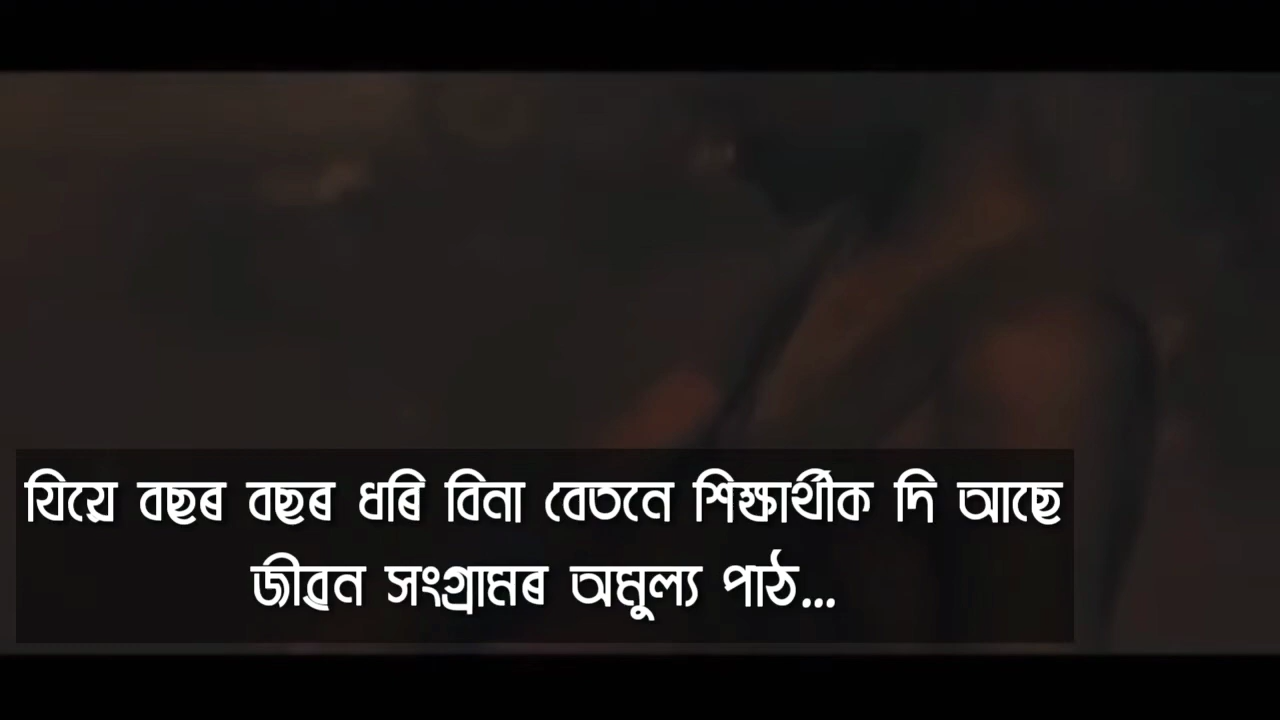 যিয়ে বছৰ বছৰ ধৰি বিনা বেতনে শিক্ষাৰ্থীক দি আছে
জীৱন সংগ্ৰামৰ অমুল্য পাঠ...